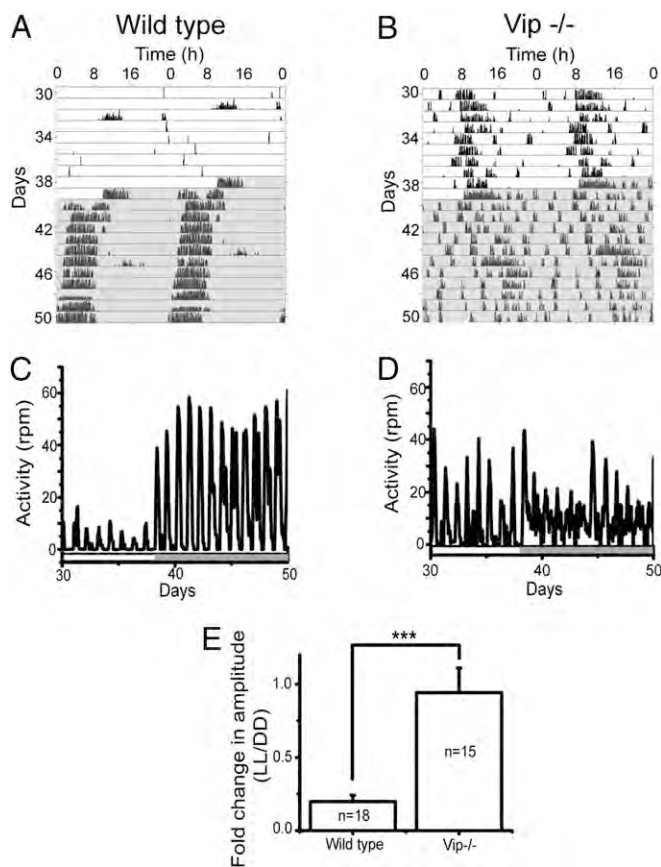 A Wild type
Time (h)
0 8 16 0 8 16 0
Days
30
34
38
42
46
50
B Vip -/-
Time (h)
0 8 16 0 8 16 0
Days
30
34
38
42
46
50
C
Activity (rpm)
60
40
20
0
30 40 50
Days
D
Activity (rpm)
60
40
20
0
30 40 50
Days
E
Fold change in amplitude
(LL/DD)
1.0
0.5
0.0
***
n=18
n=15
Wild type Vip-/-